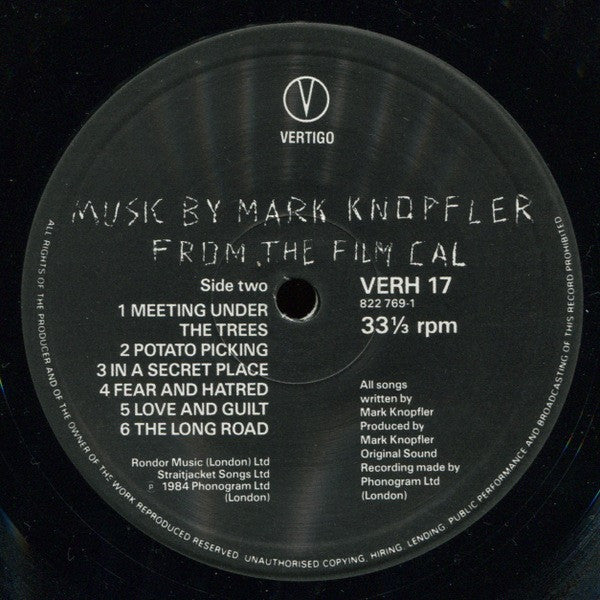 V
VERTIGO
MUSIC BY MARK KNOPFLER
FROM THE FILM CAL
Side two
1 MEETING UNDER
THE TREES
2 POTATO PICKING
3 IN A SECRET PLACE
4 FEAR AND HATRED
5 LOVE AND GUILT
6 THE LONG ROAD
Rondor Music (London) Ltd
Straitjacket Songs Ltd
℗ 1984 Phonogram Ltd
(London)
VERH 17
822 769-1
33⅓ rpm
All songs
written by
Mark Knopfler
Produced by
Mark Knopfler
Original Sound
Recording made by
Phonogram Ltd
(London)
ALL RIGHTS OF THE PRODUCER AND OF THE OWNER OF THE WORK REPRODUCED RESERVED. UNAUTHORISED COPYING, HIRING, LENDING, PUBLIC PERFORMANCE AND BROADCASTING OF THIS RECORD PROHIBITED